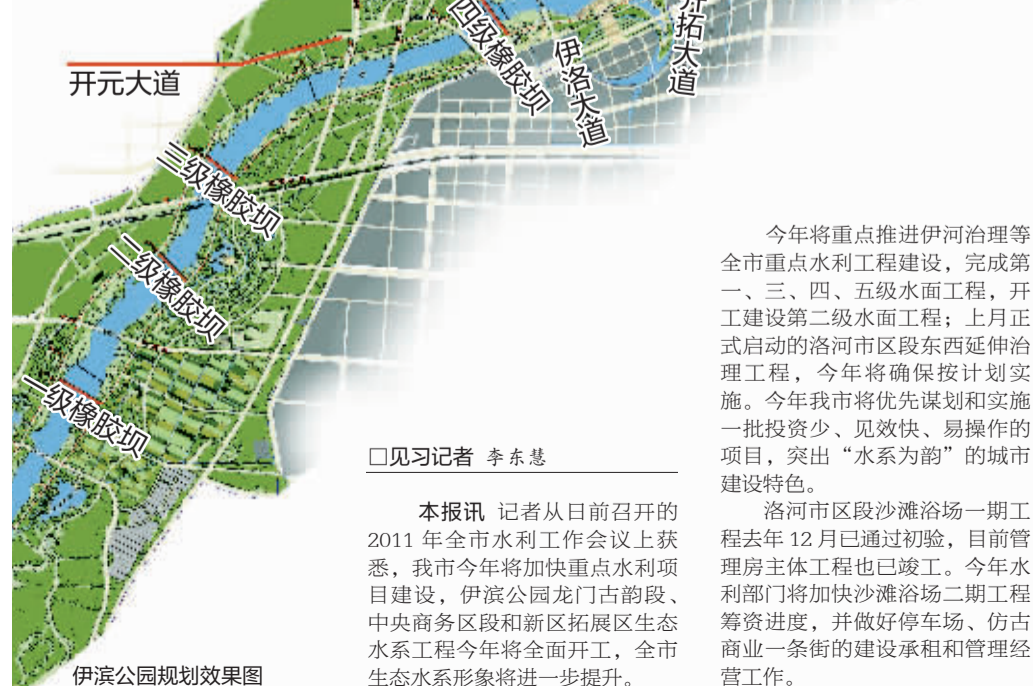 四级橡胶坝
伊洛大道
开拓大道
开元大道
三级橡胶坝
二级橡胶坝
一级橡胶坝
伊滨公园规划效果图
□见习记者 李东慧
本报讯 记者从日前召开的
2011 年全市水利工作会议上获
悉，我市今年将加快重点水利项
目建设，伊滨公园龙门古韵段、
中央商务区段和新区拓展区生态
水系工程今年将全面开工，全市
生态水系形象将进一步提升。
今年将重点推进伊河治理等
全市重点水利工程建设，完成第
一、三、四、五级水面工程，开
工建设第二级水面工程；上月正
式启动的洛河市区段东西延伸治
理工程，今年将确保按计划实
施。今年我市将优先谋划和实施
一批投资少、见效快、易操作的
项目，突出“水系为韵”的城市
建设特色。
洛河市区段沙滩浴场一期工
程去年 12 月已通过初验，目前管
理房主体工程也已竣工。今年水
利部门将加快沙滩浴场二期工程
筹资进度，并做好停车场、仿古
商业一条街的建设承租和管理经
营工作。